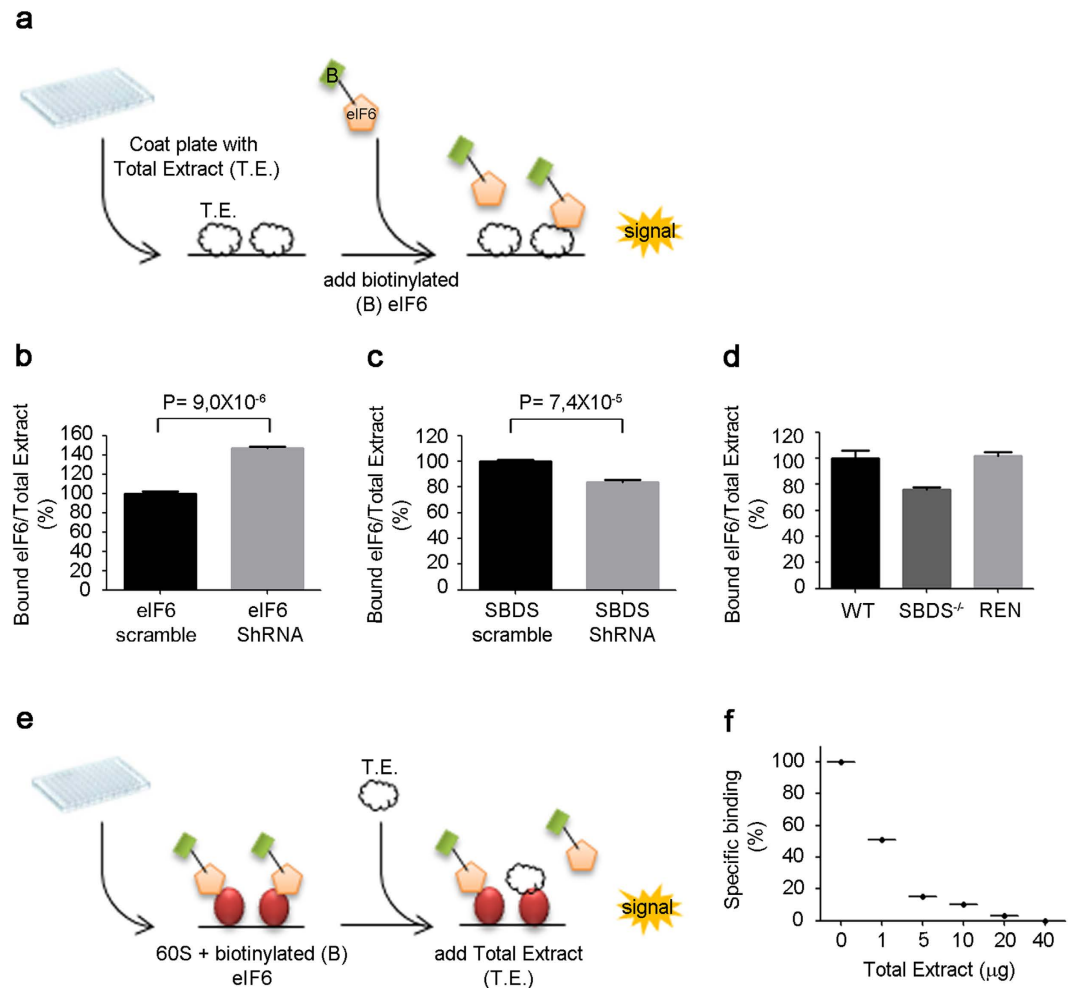 a
B
eIF6
Coat plate with
Total Extract (T.E.)
T.E.
add biotinylated
(B) eIF6
signal
b
P= 9,0X10-6
Bound eIF6/Total Extract
(%)
160
140
120
100
80
60
40
20
0
eIF6
scramble
eIF6
ShRNA
c
P= 7,4X10-5
Bound eIF6/Total Extract
(%)
120
100
80
60
40
20
0
SBDS
scramble
SBDS
ShRNA
d
Bound eIF6/Total Extract
(%)
120
100
80
60
40
20
0
WT
SBDS-/-
REN
e
T.E.
60S + biotinylated (B)
eIF6
add Total Extract
(T.E.)
signal
f
Specific binding
(%)
100
80
60
40
20
0
0 1 5 10 20 40
Total Extract (μg)